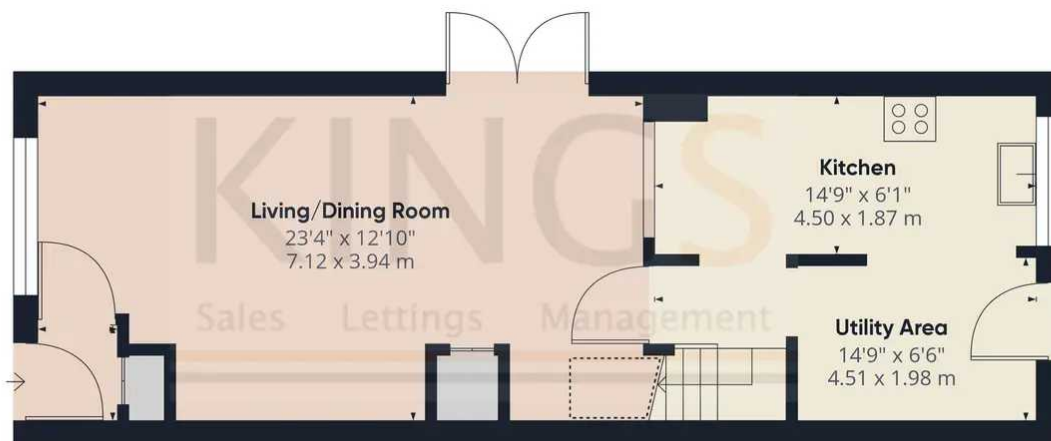 KINGS
Sales Lettings Management
Living/Dining Room
23'4" x 12'10"
7.12 x 3.94 m
Kitchen
14'9" x 6'1"
4.50 x 1.87 m
Utility Area
14'9" x 6'6"
4.51 x 1.98 m